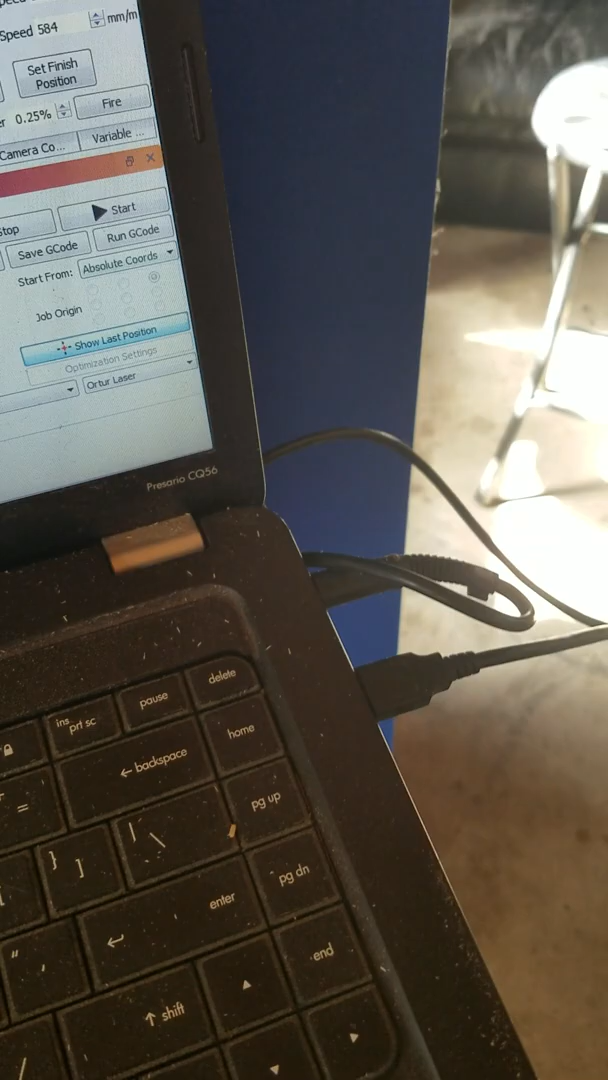 Speed 584 mm/m
Set Finish
Position
0.25% Fire
Camera Co... Variable ...
Start
Save GCode Run GCode
Start From: Absolute Coords
Job Origin
Show Last Position
Optimization Settings
Ortur Laser
Presario CQ56
delete
pause
ins
prt sc
home
← backspace
=
pg up
| \
} ]
pg dn
enter
↵
" '
end
↑ shift
▲
▼
►